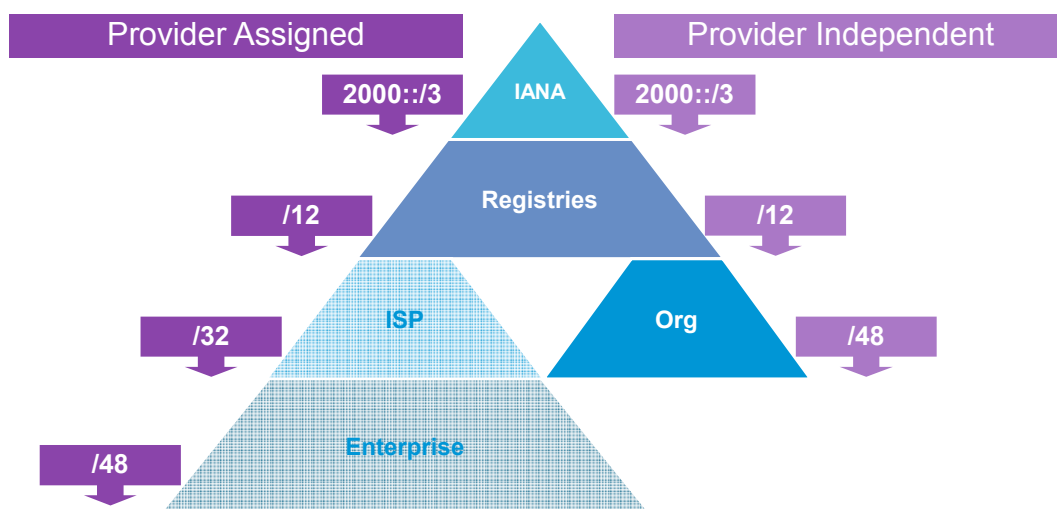 Provider Assigned
Provider Independent
2000::/3
IANA
2000::/3
Registries
/12
/12
ISP
Org
/32
/48
Enterprise
/48